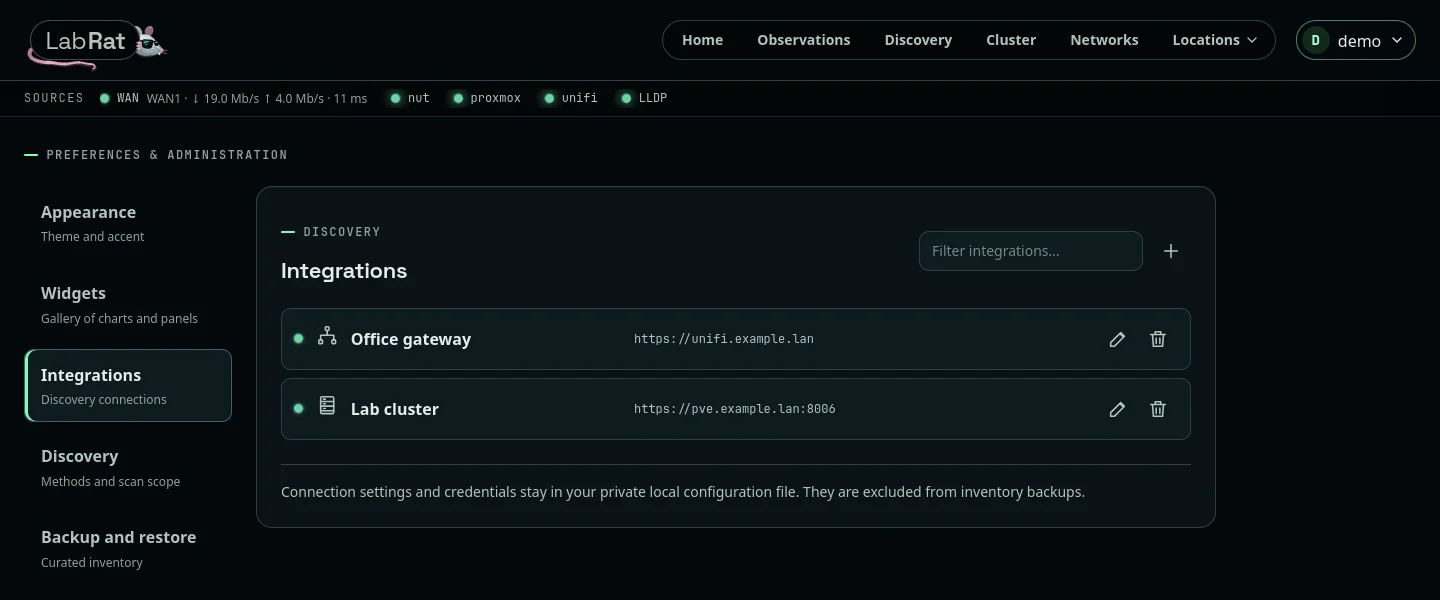 LabRat
Home Observations Discovery Cluster Networks Locations
D demo
SOURCES WAN WAN1 · ↓ 19.0 Mb/s ↑ 4.0 Mb/s · 11 ms nut proxmox unifi LLDP
PREFERENCES & ADMINISTRATION
Appearance
Theme and accent
Widgets
Gallery of charts and panels
Integrations
Discovery connections
Discovery
Methods and scan scope
Backup and restore
Curated inventory
DISCOVERY
Integrations
Filter integrations...
Office gateway https://unifi.example.lan
Lab cluster https://pve.example.lan:8006
Connection settings and credentials stay in your private local configuration file. They are excluded from inventory backups.